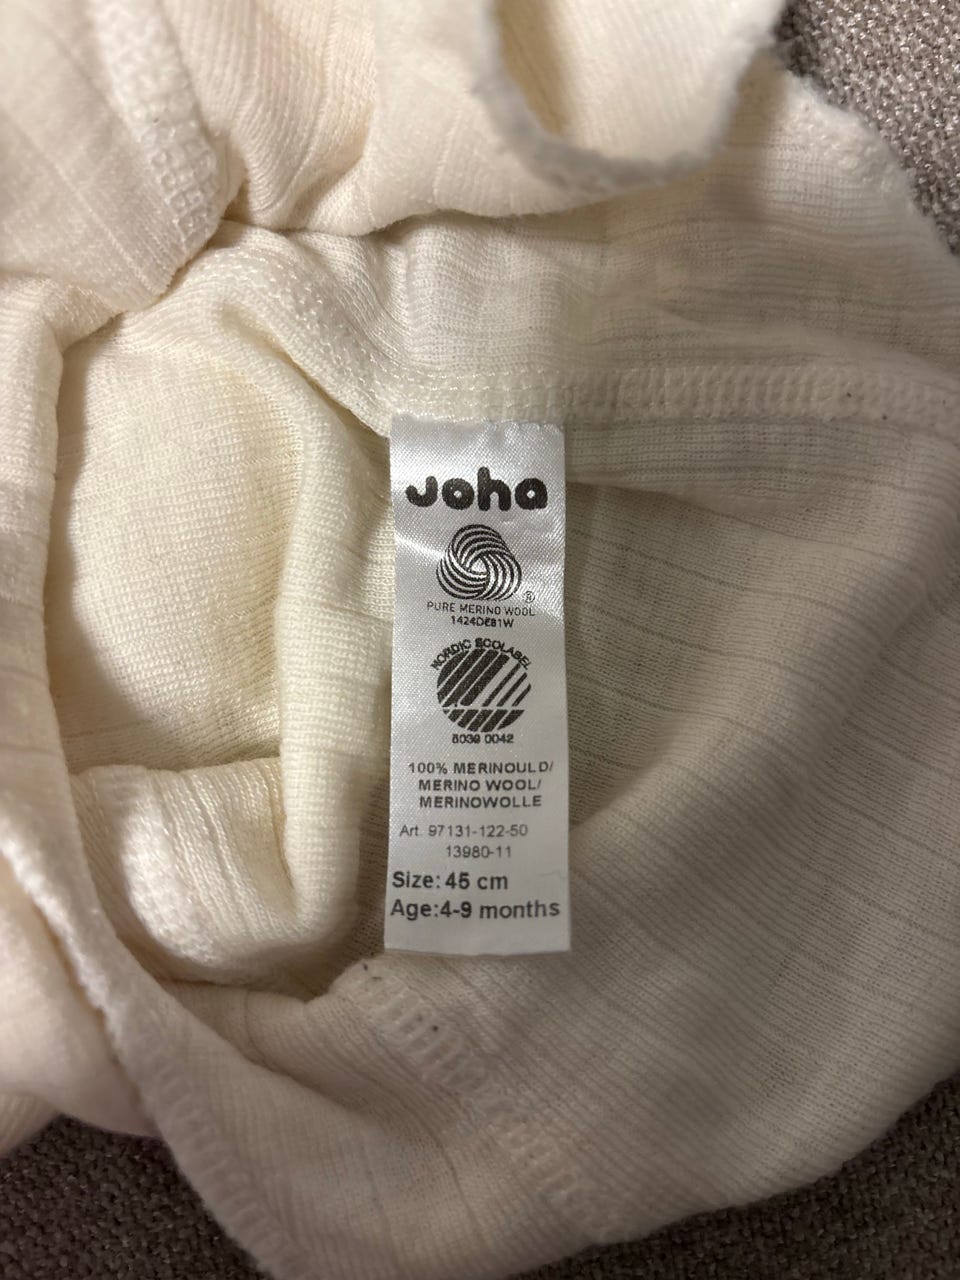 Joha
®
PURE MERINO WOOL
1424DE81W
NORDIC ECOLABEL
5039 0042
100% MERINOULD/
MERINO WOOL/
MERINOWOLLE
Art. 97131-122-50
13980-11
Size: 45 cm
Age:4-9 months